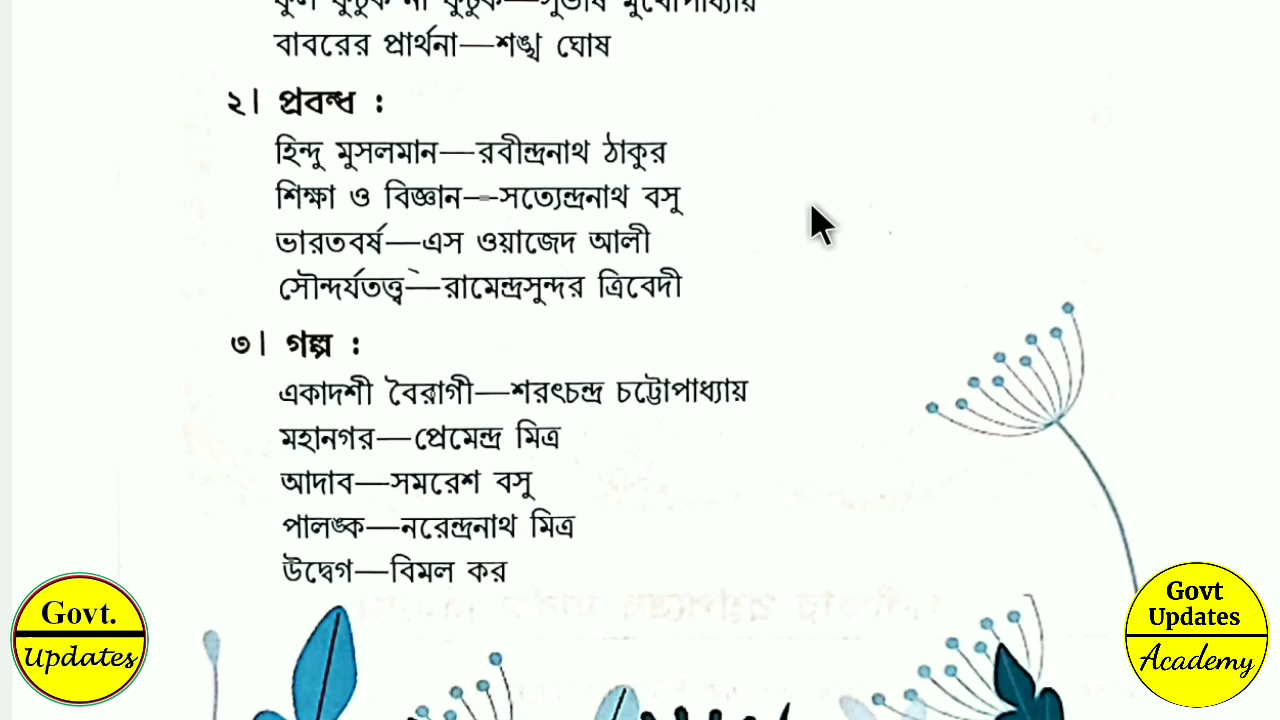 ফুল ফুটুক না ফুটুক—সুভাষ মুখোপাধ্যায়
বাবরের প্রার্থনা—শঙ্খ ঘোষ
২। প্রবন্ধ :
হিন্দু মুসলমান—রবীন্দ্রনাথ ঠাকুর
শিক্ষা ও বিজ্ঞান—সত্যেন্দ্রনাথ বসু
ভারতবর্ষ—এস ওয়াজেদ আলী
সৌন্দর্যতত্ত্ব—রামেন্দ্রসুন্দর ত্রিবেদী
৩। গল্প :
একাদশী বৈরাগী—শরৎচন্দ্র চট্টোপাধ্যায়
মহানগর—প্রেমেন্দ্র মিত্র
আদাব—সমরেশ বসু
পালঙ্ক—নরেন্দ্রনাথ মিত্র
উদ্বেগ—বিমল কর
Govt.
Updates
Govt
Updates
Academy